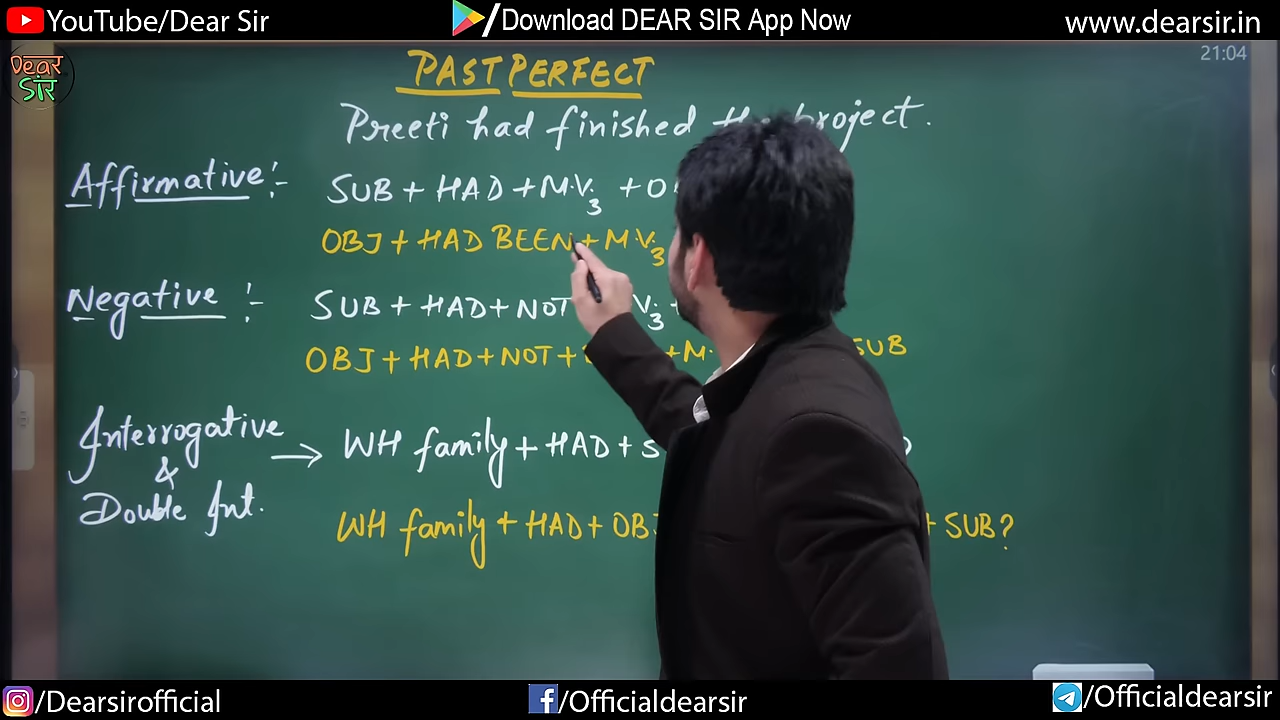 YouTube/Dear Sir
/Download DEAR SIR App Now
www.dearsir.in
Dear Sir
21:04
PAST PERFECT
Preeti had finished project.
Affirmative :- SUB + HAD + M.V.3 + O
OBJ + HAD BEEN + M.V.3
Negative :- SUB + HAD + NOT V.3 +
OBJ + HAD + NOT + + M. SUB
Interrogative & Double Int. → WH family + HAD + S
WH family + HAD + OBJ + SUB?
/Dearsirofficial
/Officialdearsir
/Officialdearsir